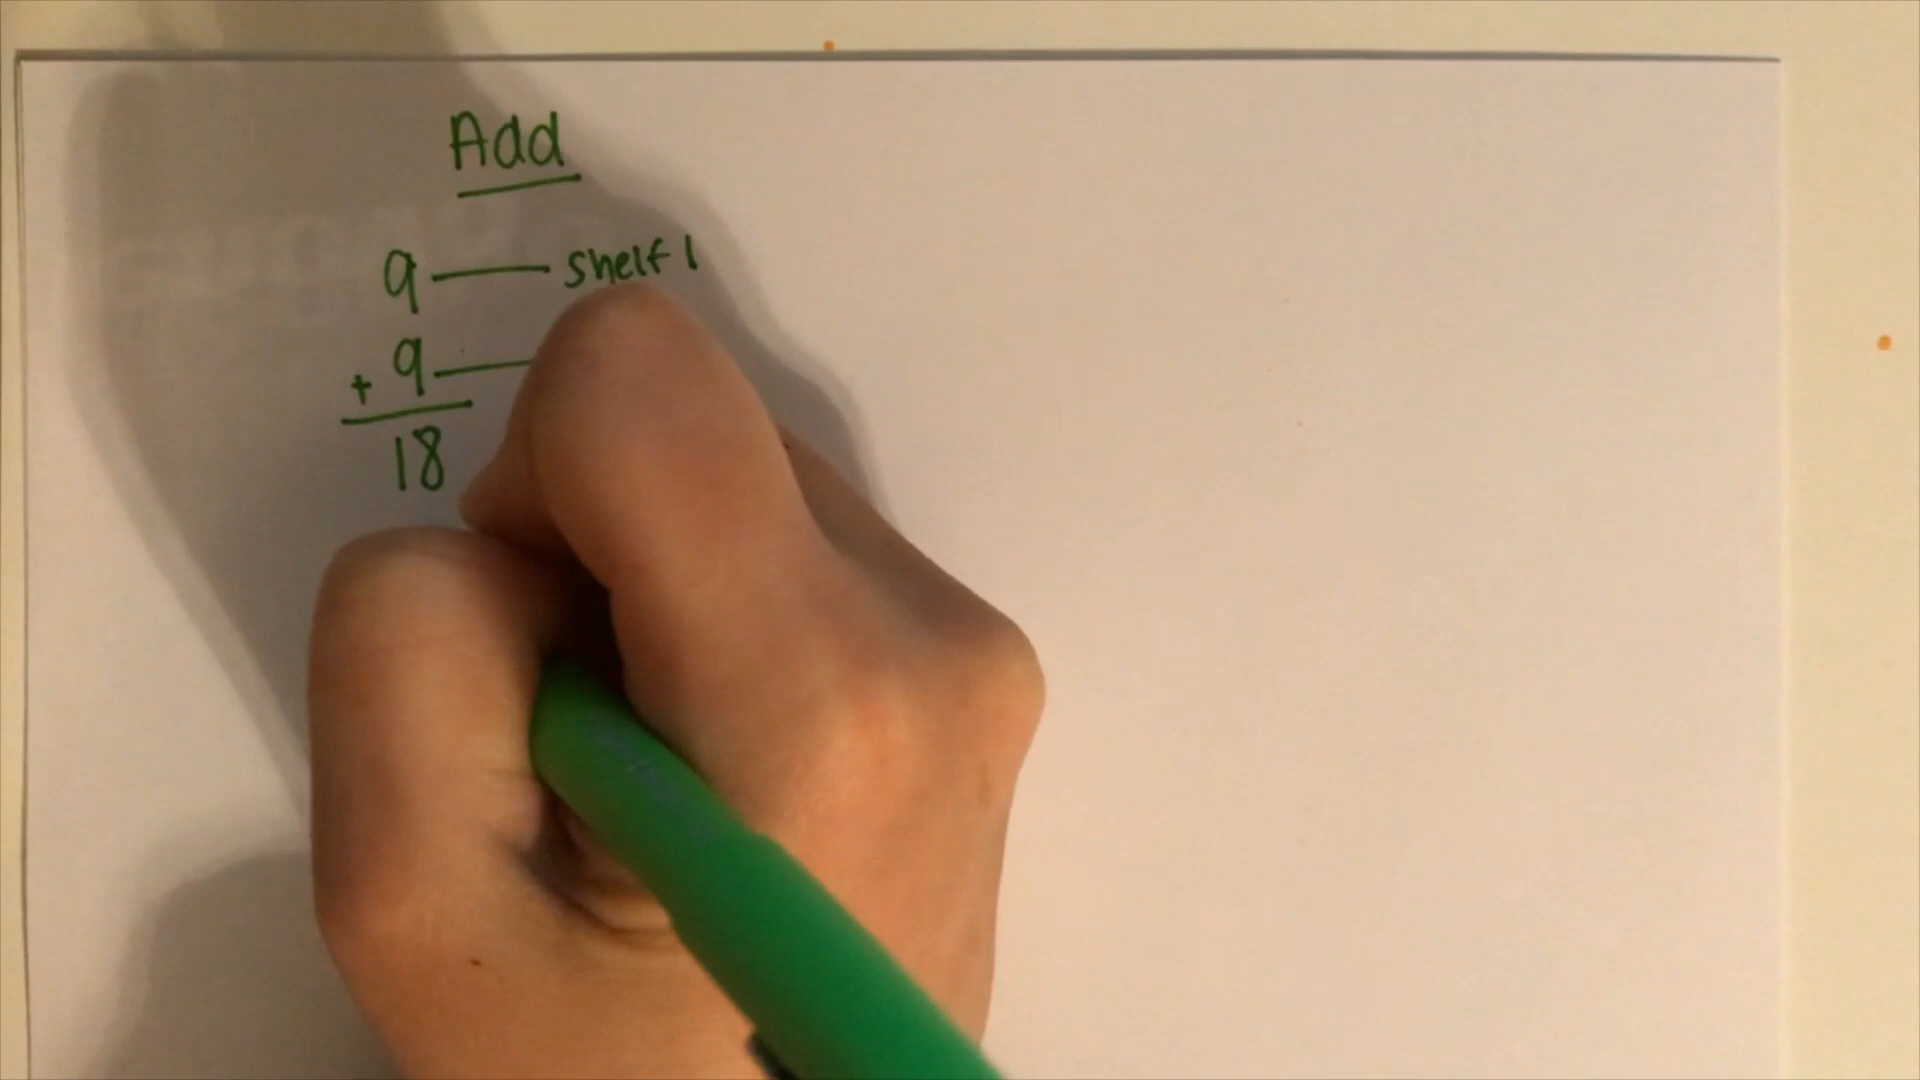 Add
9 — shelf 1
+ 9 —
18